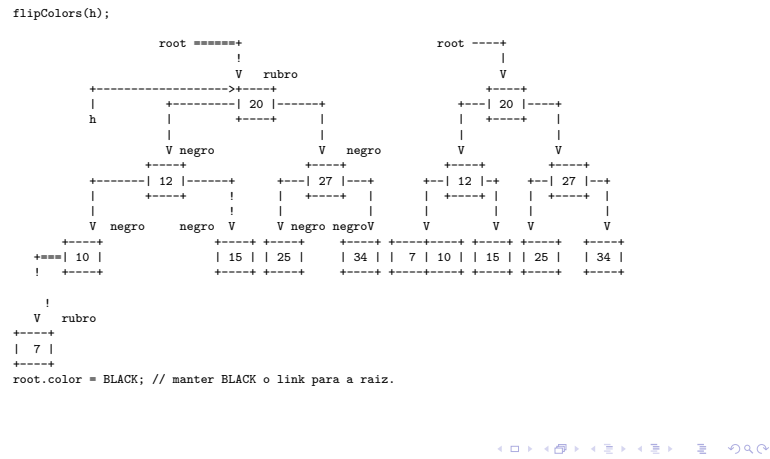 flipColors(h);
root ======+                         root ----+
!                                  |
V   rubro                          V
+-------------------->+----+                             +----+
|          +----------| 20 |------+                  +---| 20 |----+
h          |          +----+      |                  |   +----+    |
|                      |                  |             |
V negro                V   negro          V             V
+----+                 +----+             +----+        +----+
+-------| 12 |------+      +---| 27 |---+     +--| 12 |-+   +--| 27 |--+
|       +----+      !      |   +----+   |     |  +----+ |   |  +----+  |
|                   !      |            |     |         |   |          |
V  negro     negro  V      V negro negroV     V         V   V          V
+----+              +----+ +----+      +----+ +----+----+ +----+ +----+    +----+
+===| 10 |              | 15 | | 25 |      | 34 | |  7 | 10 | | 15 | | 25 |    | 34 |
!   +----+              +----+ +----+      +----+ +----+----+ +----+ +----+    +----+
!
V   rubro
+----+
|  7 |
+----+
root.color = BLACK; // manter BLACK o link para a raiz.